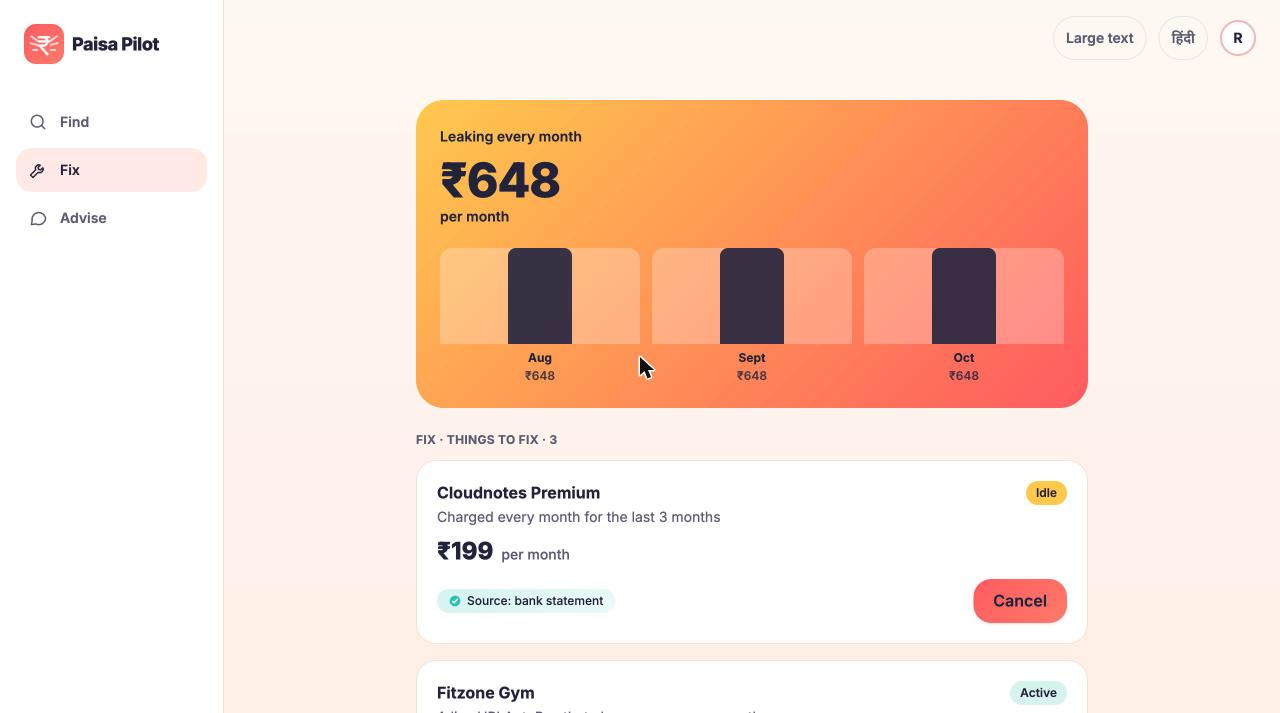 Paisa Pilot
Large text
हिंदी
R
Find
Fix
Advise
Leaking every month
₹648
per month
Aug
₹648
Sept
₹648
Oct
₹648
FIX · THINGS TO FIX · 3
Cloudnotes Premium
Idle
Charged every month for the last 3 months
₹199 per month
Source: bank statement
Cancel
Fitzone Gym
Active